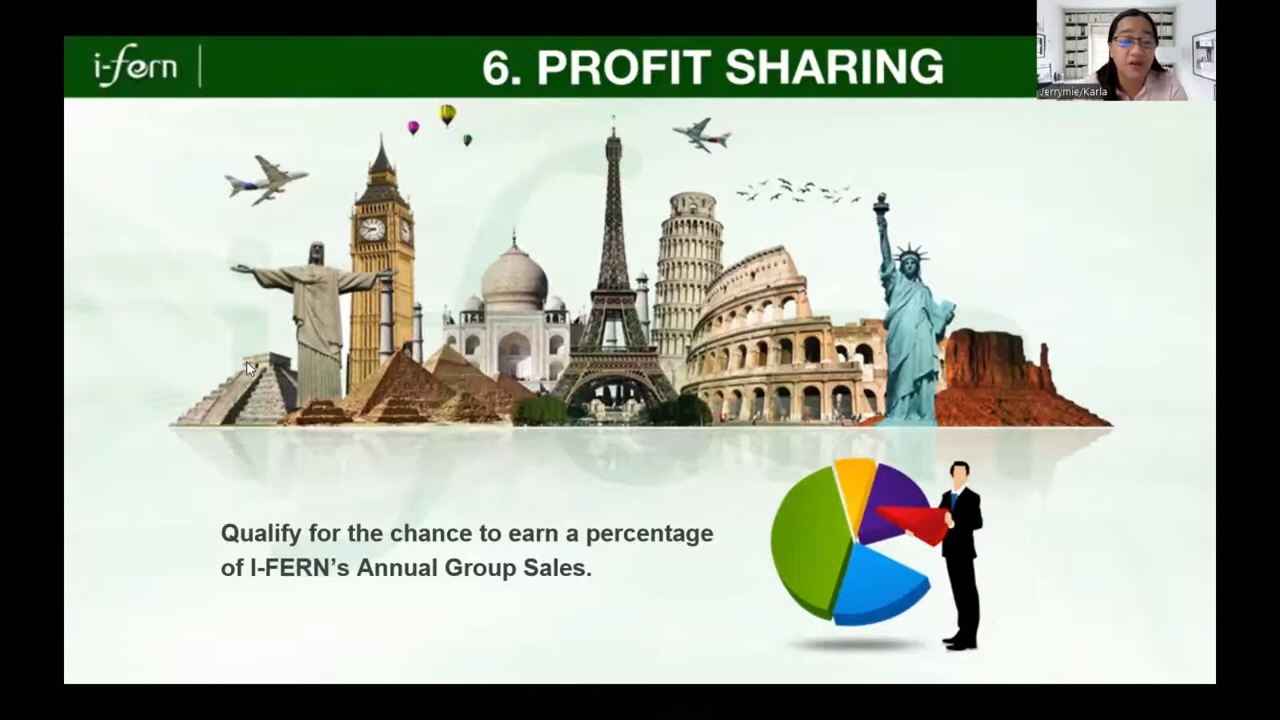 i-fern
6. PROFIT SHARING
Jerrymie/Karla
Qualify for the chance to earn a percentage
of I-FERN’s Annual Group Sales.